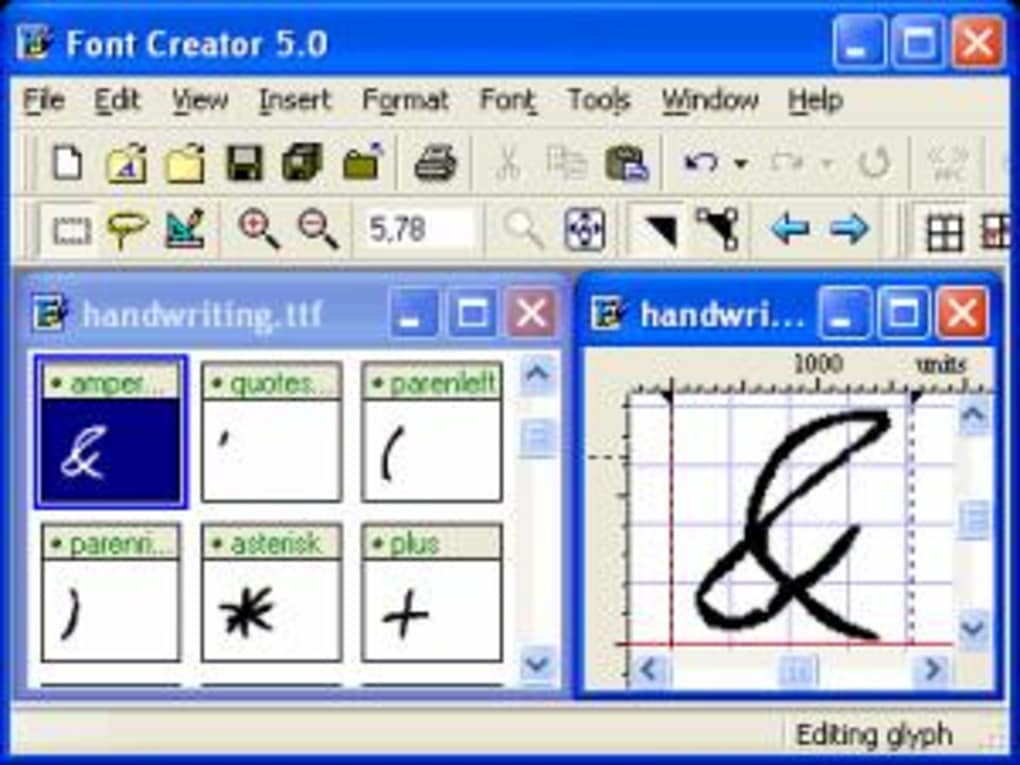 Font Creator 5.0
File Edit View Insert Format Font Tools Window Help
5,78
handwriting.ttf
handwri...
1000 units
• amper... • quotes... • parenleft
& ' (
• parenri... • asterisk • plus
) * +
&
Editing glyph